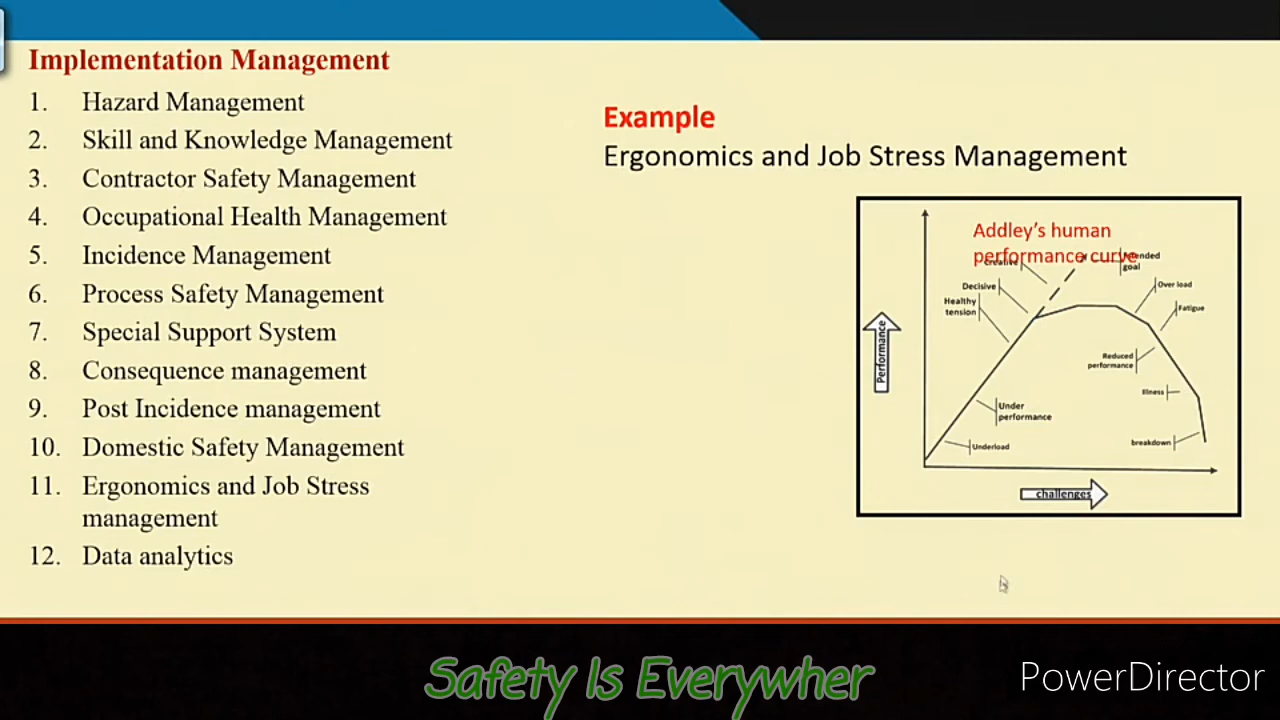 Implementation Management
1. Hazard Management
2. Skill and Knowledge Management
3. Contractor Safety Management
4. Occupational Health Management
5. Incidence Management
6. Process Safety Management
7. Special Support System
8. Consequence management
9. Post Incidence management
10. Domestic Safety Management
11. Ergonomics and Job Stress
management
12. Data analytics
Example
Ergonomics and Job Stress Management
Addley's human
performance curve
Creative
Intended
goal
Decisive
Over load
Healthy
tension
Fatigue
Performance
Reduced
performance
Illness
Under
performance
breakdown
Underload
challenges
Safety Is Everywher
PowerDirector